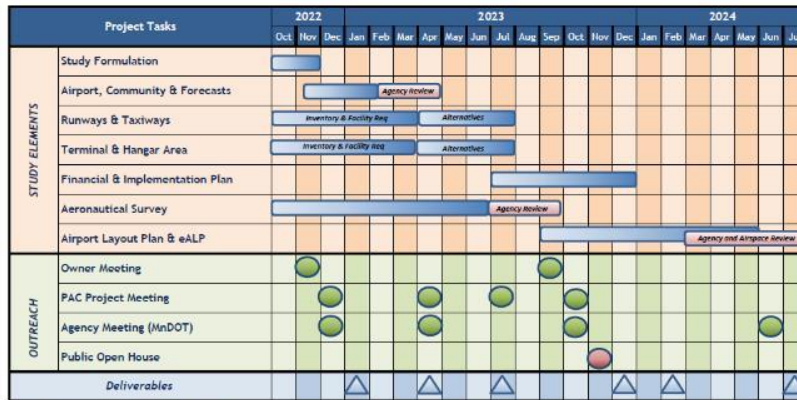 Project Tasks
2022 2023 2024
Oct Nov Dec Jan Feb Mar Apr May Jun Jul Aug Sep Oct Nov Dec Jan Feb Mar Apr May Jun
STUDY ELEMENTS
Study Formulation
Airport, Community & Forecasts
Agency Review
Runways & Taxiways
Inventory & Facility Req
Alternatives
Terminal & Hangar Area
Inventory & Facility Req
Alternatives
Financial & Implementation Plan
Aeronautical Survey
Agency Review
Airport Layout Plan & eALP
Agency and Airspace Review
OUTREACH
Owner Meeting
PAC Project Meeting
Agency Meeting (MnDOT)
Public Open House
Deliverables